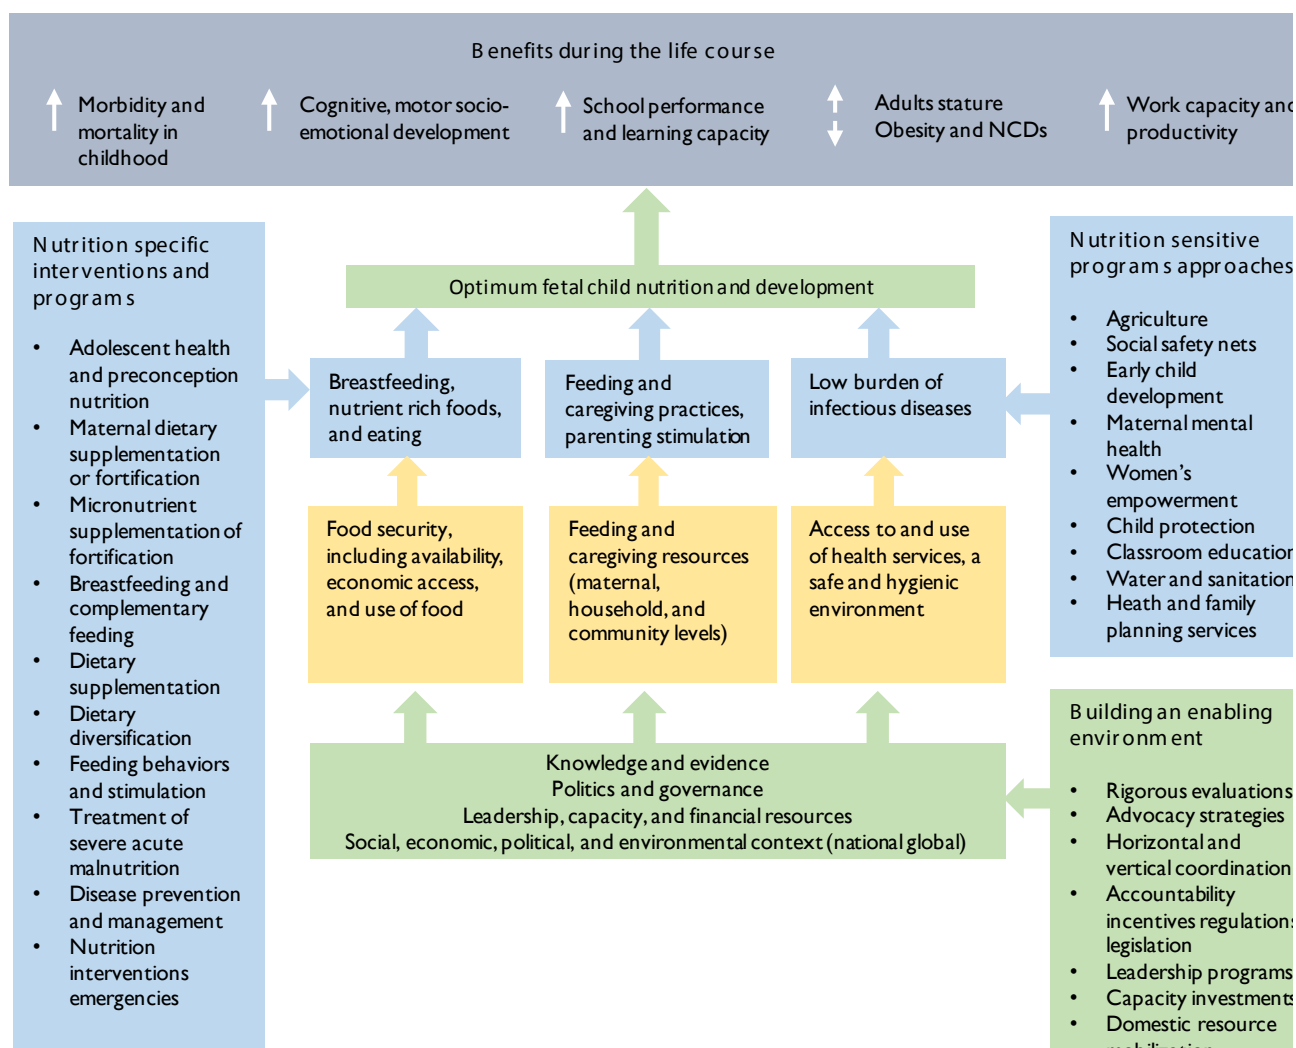 Benefits during the life course
Morbidity and
mortality in
childhood
Cognitive, motor socio-
emotional development
School performance
and learning capacity
Adults stature
Obesity and NCDs
Work capacity and
productivity
Nutrition specific
interventions and
programs
• Adolescent health
and preconception
nutrition
• Maternal dietary
supplementation
or fortification
• Micronutrient
supplementation of
fortification
• Breastfeeding and
complementary
feeding
• Dietary
supplementation
• Dietary
diversification
• Feeding behaviors
and stimulation
• Treatment of
severe acute
malnutrition
• Disease prevention
and management
• Nutrition
interventions
emergencies
Optimum fetal child nutrition and development
Breastfeeding,
nutrient rich foods,
and eating
Feeding and
caregiving practices,
parenting stimulation
Low burden of
infectious diseases
Food security,
including availability,
economic access,
and use of food
Feeding and
caregiving resources
(maternal,
household, and
community levels)
Access to and use
of health services, a
safe and hygienic
environment
Knowledge and evidence
Politics and governance
Leadership, capacity, and financial resources
Social, economic, political, and environmental context (national global)
Nutrition sensitive
programs approaches
• Agriculture
• Social safety nets
• Early child
development
• Maternal mental
health
• Women's
empowerment
• Child protection
• Classroom education
• Water and sanitation
• Heath and family
planning services
Building an enabling
environment
• Rigorous evaluations
• Advocacy strategies
• Horizontal and
vertical coordination
• Accountability
incentives regulations
legislation
• Leadership programs
• Capacity investments
• Domestic resource